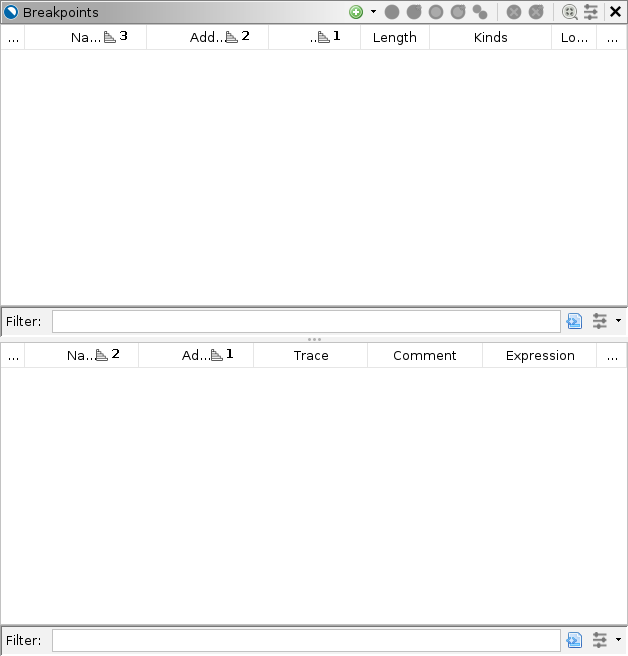 Breakpoints
... Na... 3 Add... 2 .. 1 Length Kinds Lo... ...
Filter:
... Na... 2 Ad... 1 Trace Comment Expression ...
Filter: